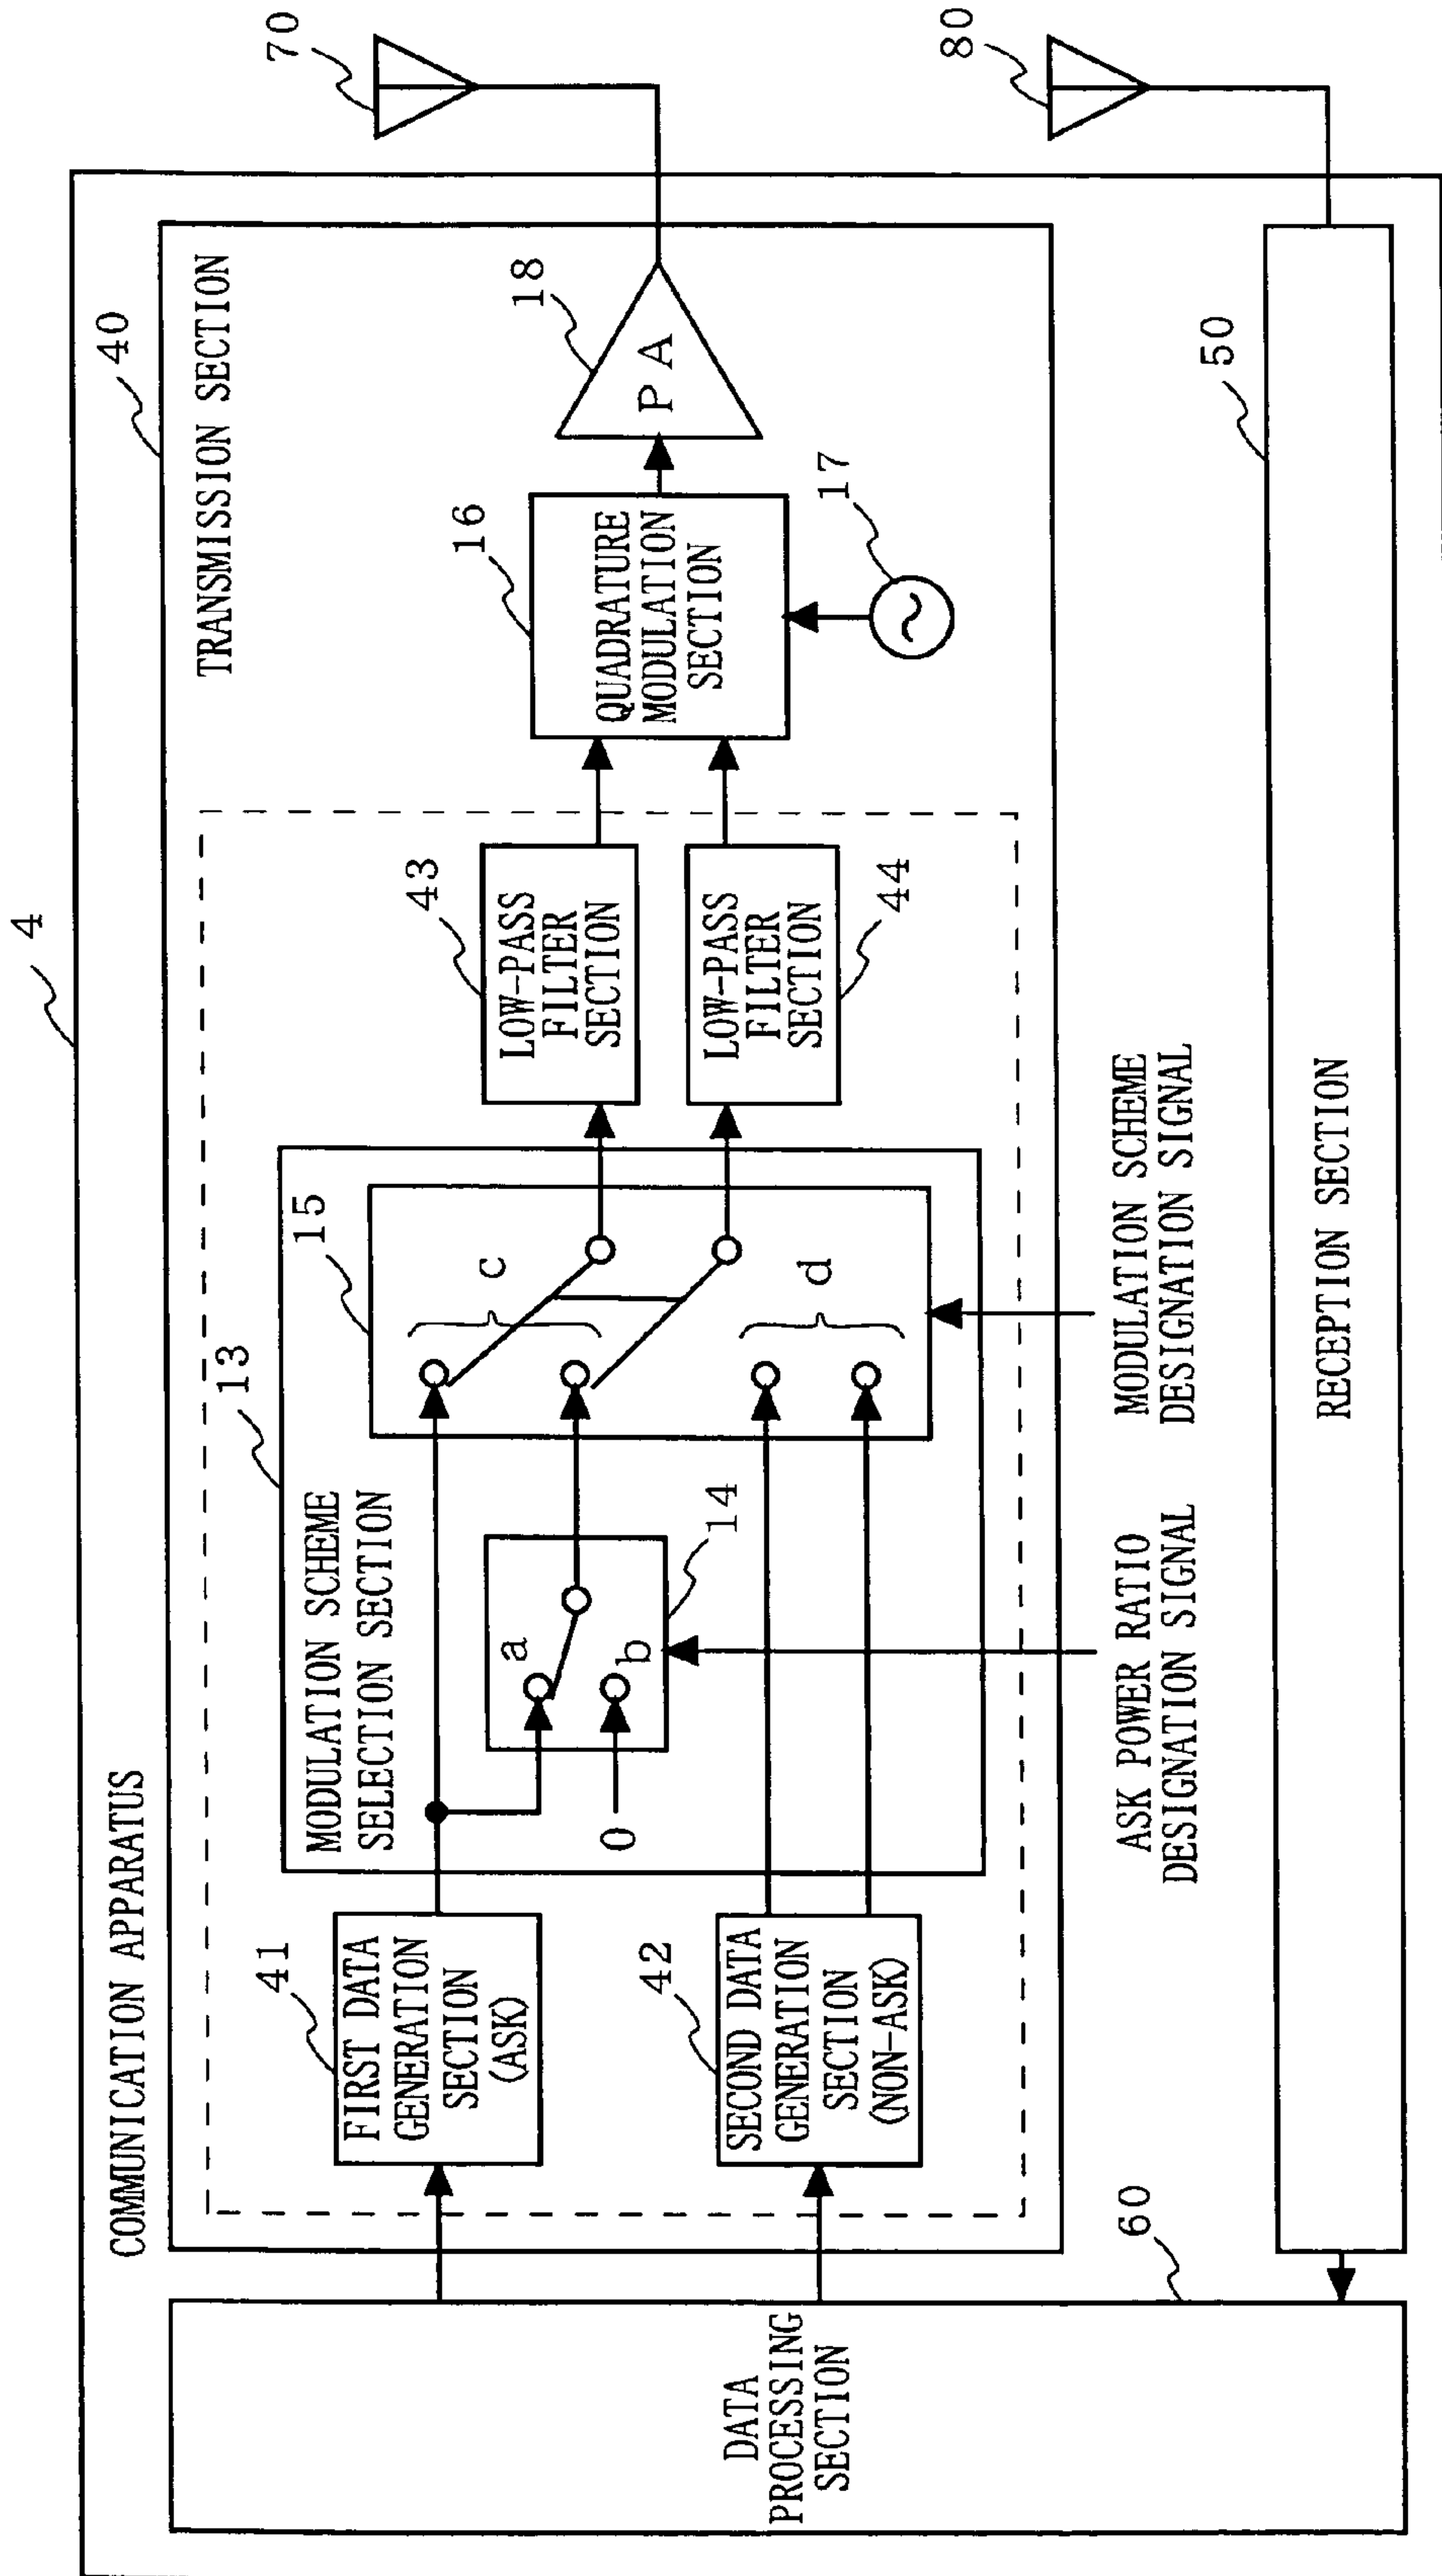 4
COMMUNICATION APPARATUS
40
TRANSMISSION SECTION
70
13
MODULATION SCHEME
SELECTION SECTION
15
41
FIRST DATA
GENERATION
SECTION
(ASK)
a
b
0
14
c
d
43
LOW-PASS
FILTER
SECTION
44
LOW-PASS
FILTER
SECTION
16
QUADRATURE
MODULATION
SECTION
17
18
PA
42
SECOND DATA
GENERATION
SECTION
(NON-ASK)
DATA
PROCESSING
SECTION
60
ASK POWER RATIO
DESIGNATION SIGNAL
MODULATION SCHEME
DESIGNATION SIGNAL
50
80
RECEPTION SECTION